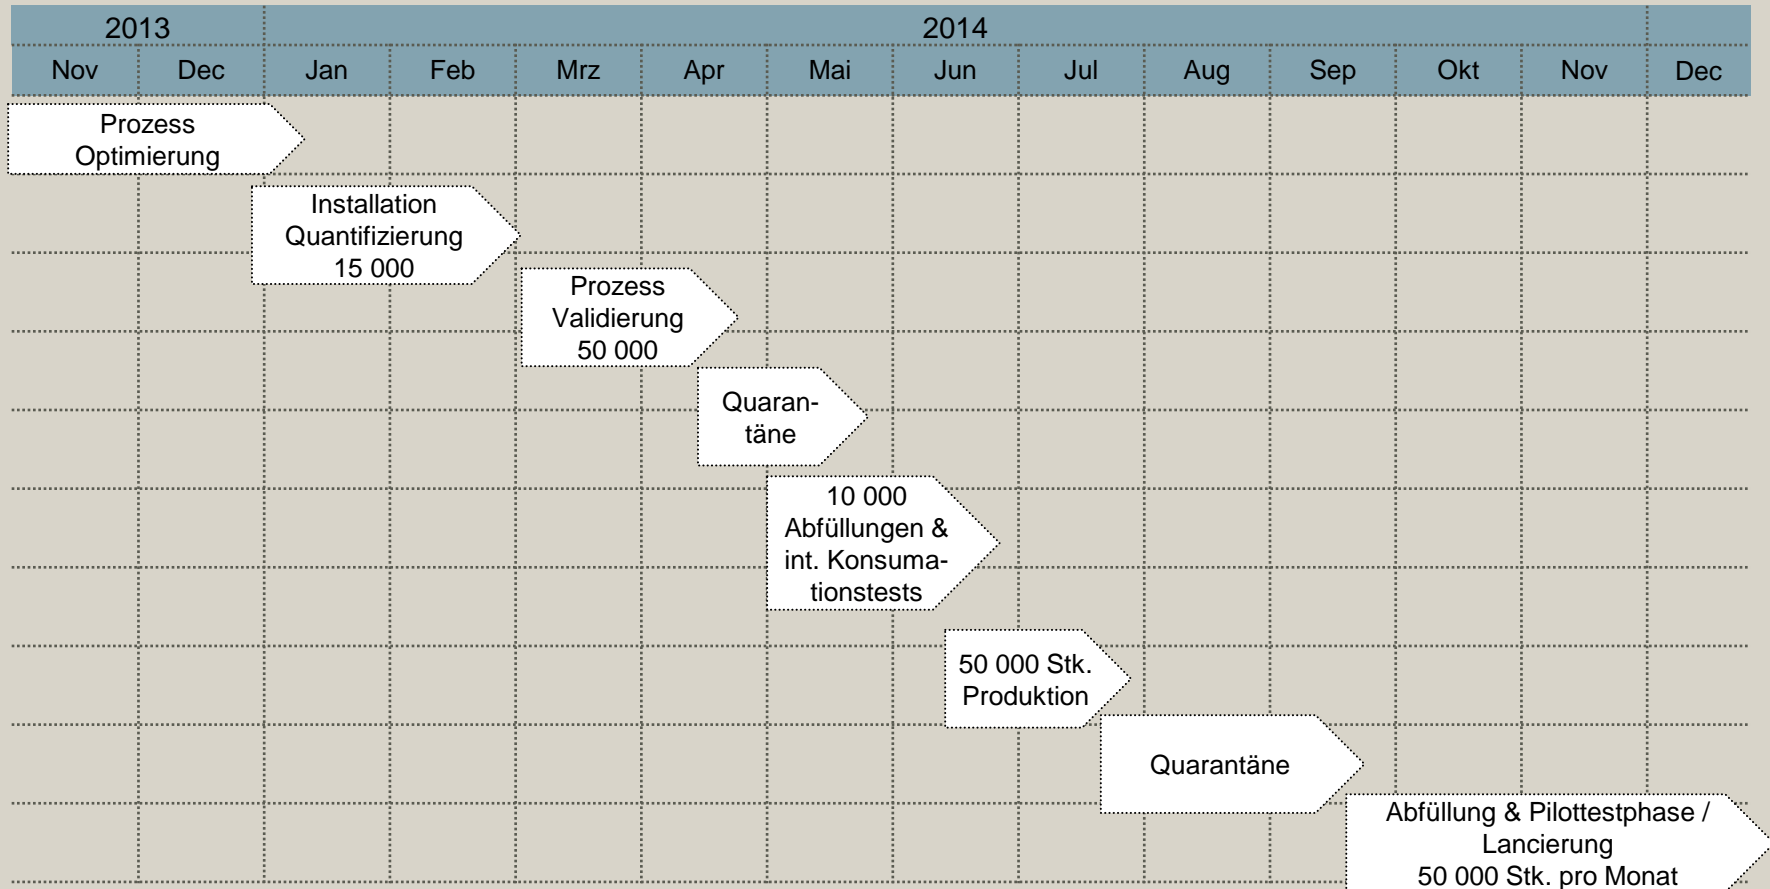 2013 2014
Nov Dec Jan Feb Mrz Apr Mai Jun Jul Aug Sep Okt Nov Dec
Prozess
Optimierung
Installation
Quantifizierung
15 000
Prozess
Validierung
50 000
Quaran-
täne
10 000
Abfüllungen &
int. Konsuma-
tionstests
50 000 Stk.
Produktion
Quarantäne
Abfüllung & Pilottestphase /
Lancierung
50 000 Stk. pro Monat